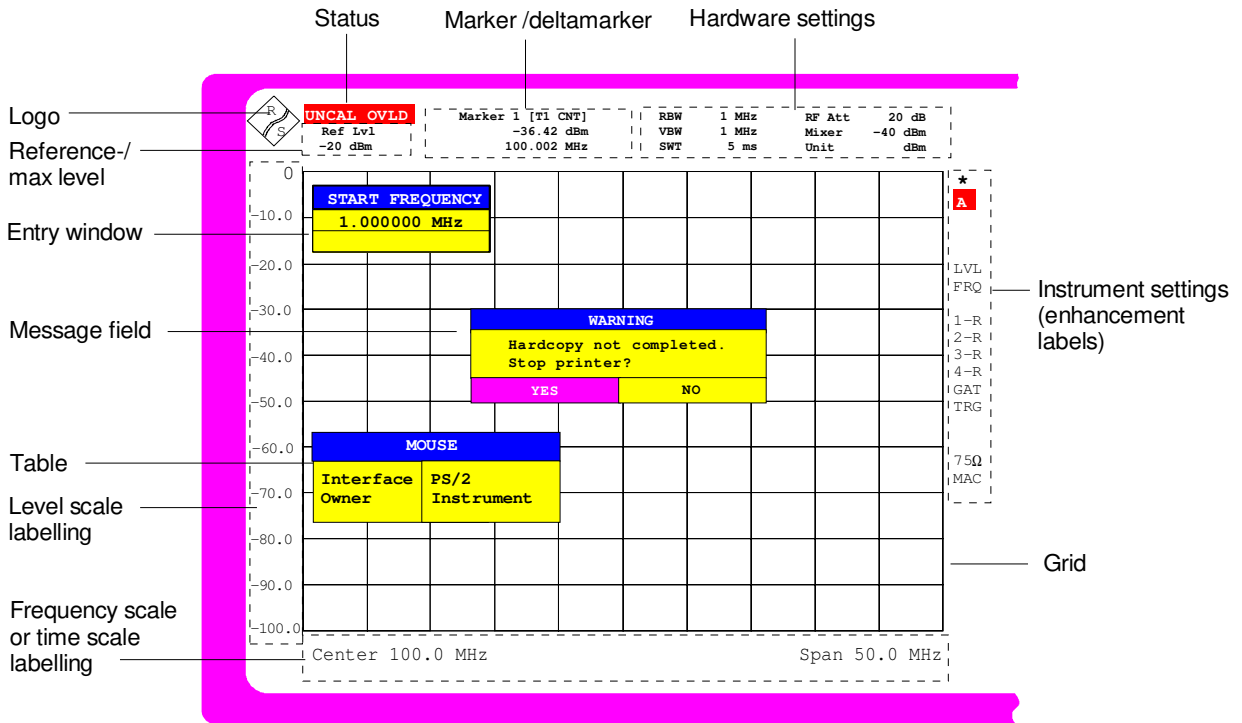 Status
Marker /deltamarker
Hardware settings
Logo
Reference-/
max level
Entry window
Message field
Table
Level scale
labelling
Frequency scale
or time scale
labelling
R
S
UNCAL OVLD
Ref Lvl
-20 dBm
Marker 1 [T1 CNT]
-36.42 dBm
100.002 MHz
RBW 1 MHz RF Att 20 dB
VBW 1 MHz Mixer -40 dBm
SWT 5 ms Unit dBm
0
-10.0
-20.0
-30.0
-40.0
-50.0
-60.0
-70.0
-80.0
-90.0
-100.0
START FREQUENCY
1.000000 MHz
WARNING
Hardcopy not completed.
Stop printer?
YES NO
MOUSE
Interface PS/2
Owner Instrument
*
A
LVL
FRQ
1-R
2-R
3-R
4-R
GAT
TRG
75Ω
MAC
Instrument settings
(enhancement
labels)
Grid
Center 100.0 MHz Span 50.0 MHz